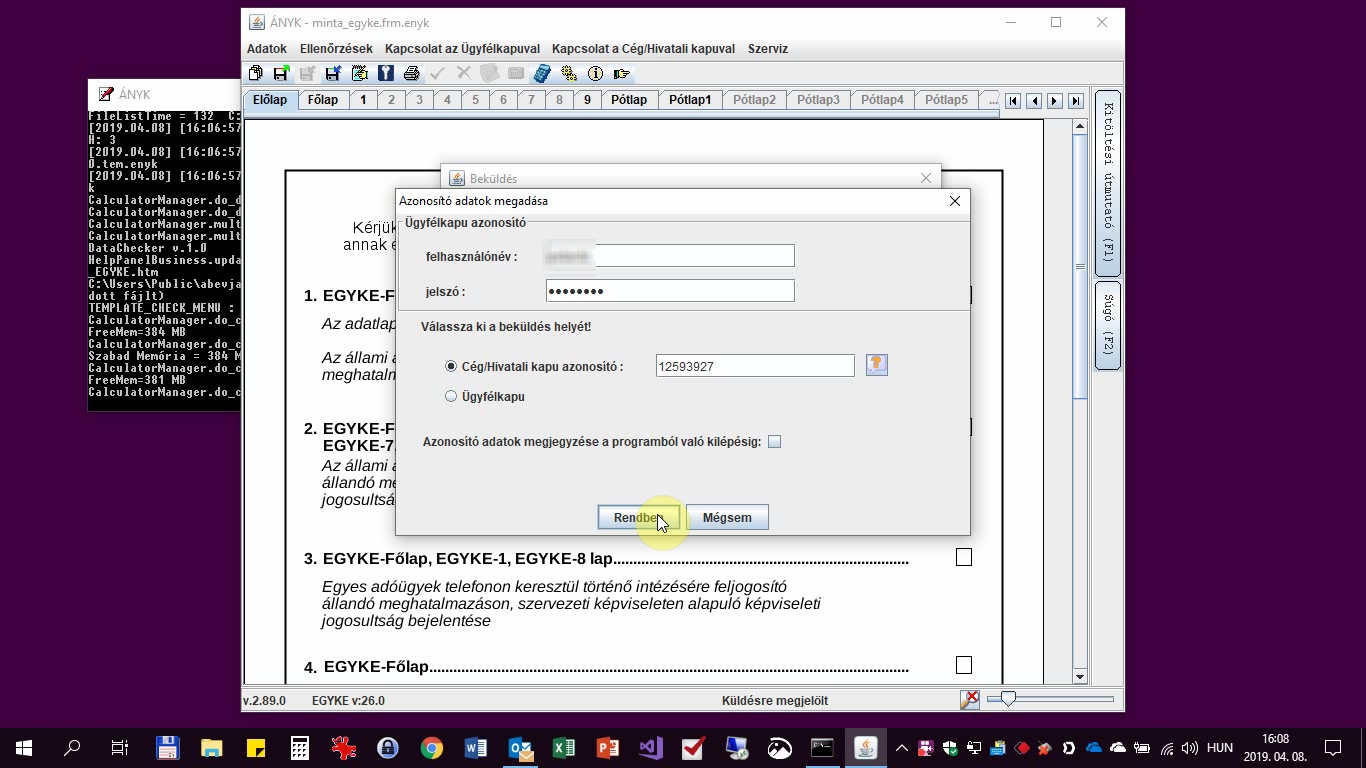 ÁNYK - minta_egyke.frm.enyk
Adatok Ellenőrzések Kapcsolat az Ügyfélkapuval Kapcsolat a Cég/Hivatali kapuval Szerviz
Előlap Főlap 1 2 3 4 5 6 7 8 9 Pótlap Pótlap1 Pótlap2 Pótlap3 Pótlap4 Pótlap5 ...
ÁNYK
FileListTime = 132 C:
[2019.04.08] [16:06:57
H: 3
[2019.04.08] [16:06:57
0.tem.enyk
[2019.04.08] [16:06:57
k
CalculatorManager.do_d
CalculatorManager.do_d
CalculatorManager.mult
CalculatorManager.mult
DataChecker v.1.0
HelpPanelBusiness.upda
_EGYKE.htm
C:\Users\Public\abevja
dott fájlt)
TEMPLATE_CHECK_MENU :
CalculatorManager.do_c
FreeMem=384 MB
CalculatorManager.do_c
Szabad Memória = 384 M
CalculatorManager.do_c
FreeMem=381 MB
CalculatorManager.do_c
Kérjük
annak e
1. EGYKE-F
Az adatlap
Az állami a
meghatalm
2. EGYKE-F
EGYKE-7,
Az állami a
állandó me
jogosultsá
Beküldés
Azonosító adatok megadása
Ügyfélkapu azonosító
felhasználónév :
jelszó : ●●●●●●●●
Válassza ki a beküldés helyét!
Cég/Hivatali kapu azonosító : 12593927
Ügyfélkapu
Azonosító adatok megjegyzése a programból való kilépésig:
Rendben Mégsem
3. EGYKE-Főlap, EGYKE-1, EGYKE-8 lap......................................................................
Egyes adóügyek telefonon keresztül történő intézésére feljogosító
állandó meghatalmazáson, szervezeti képviseleten alapuló képviseleti
jogosultság bejelentése
4. EGYKE-Főlap.............................................................................................................
Kitöltési útmutató (F1)
Súgó (F2)
v.2.89.0 EGYKE v:26.0 Küldésre megjelölt
HUN
16:08
2019. 04. 08.